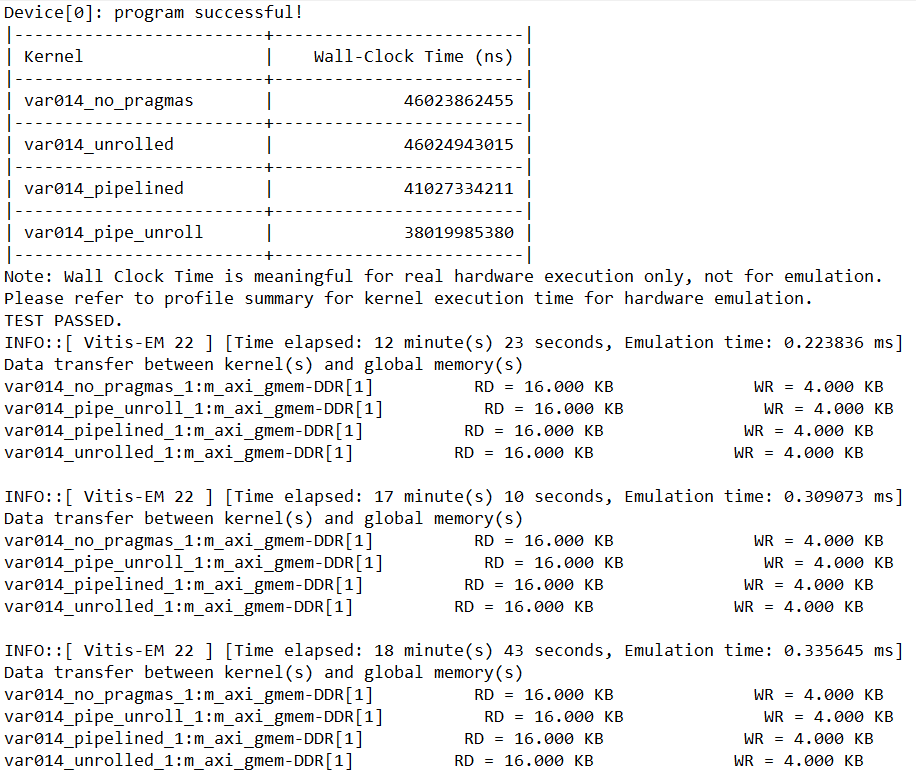 Device[0]: program successful!
|-------------------------+-------------------------|
| Kernel                  |    Wall-Clock Time (ns) |
|-------------------------+-------------------------|
| var014_no_pragmas       |             46023862455 |
|-------------------------+-------------------------|
| var014_unrolled         |             46024943015 |
|-------------------------+-------------------------|
| var014_pipelined        |             41027334211 |
|-------------------------+-------------------------|
| var014_pipe_unroll      |             38019985380 |
|-------------------------+-------------------------|
Note: Wall Clock Time is meaningful for real hardware execution only, not for emulation.
Please refer to profile summary for kernel execution time for hardware emulation.
TEST PASSED.
INFO::[ Vitis-EM 22 ] [Time elapsed: 12 minute(s) 23 seconds, Emulation time: 0.223836 ms]
Data transfer between kernel(s) and global memory(s)
var014_no_pragmas_1:m_axi_gmem-DDR[1]          RD = 16.000 KB              WR = 4.000 KB
var014_pipe_unroll_1:m_axi_gmem-DDR[1]          RD = 16.000 KB              WR = 4.000 KB
var014_pipelined_1:m_axi_gmem-DDR[1]          RD = 16.000 KB              WR = 4.000 KB
var014_unrolled_1:m_axi_gmem-DDR[1]          RD = 16.000 KB              WR = 4.000 KB

INFO::[ Vitis-EM 22 ] [Time elapsed: 17 minute(s) 10 seconds, Emulation time: 0.309073 ms]
Data transfer between kernel(s) and global memory(s)
var014_no_pragmas_1:m_axi_gmem-DDR[1]          RD = 16.000 KB              WR = 4.000 KB
var014_pipe_unroll_1:m_axi_gmem-DDR[1]          RD = 16.000 KB              WR = 4.000 KB
var014_pipelined_1:m_axi_gmem-DDR[1]          RD = 16.000 KB              WR = 4.000 KB
var014_unrolled_1:m_axi_gmem-DDR[1]          RD = 16.000 KB              WR = 4.000 KB

INFO::[ Vitis-EM 22 ] [Time elapsed: 18 minute(s) 43 seconds, Emulation time: 0.335645 ms]
Data transfer between kernel(s) and global memory(s)
var014_no_pragmas_1:m_axi_gmem-DDR[1]          RD = 16.000 KB              WR = 4.000 KB
var014_pipe_unroll_1:m_axi_gmem-DDR[1]          RD = 16.000 KB              WR = 4.000 KB
var014_pipelined_1:m_axi_gmem-DDR[1]          RD = 16.000 KB              WR = 4.000 KB
var014_unrolled_1:m_axi_gmem-DDR[1]          RD = 16.000 KB              WR = 4.000 KB